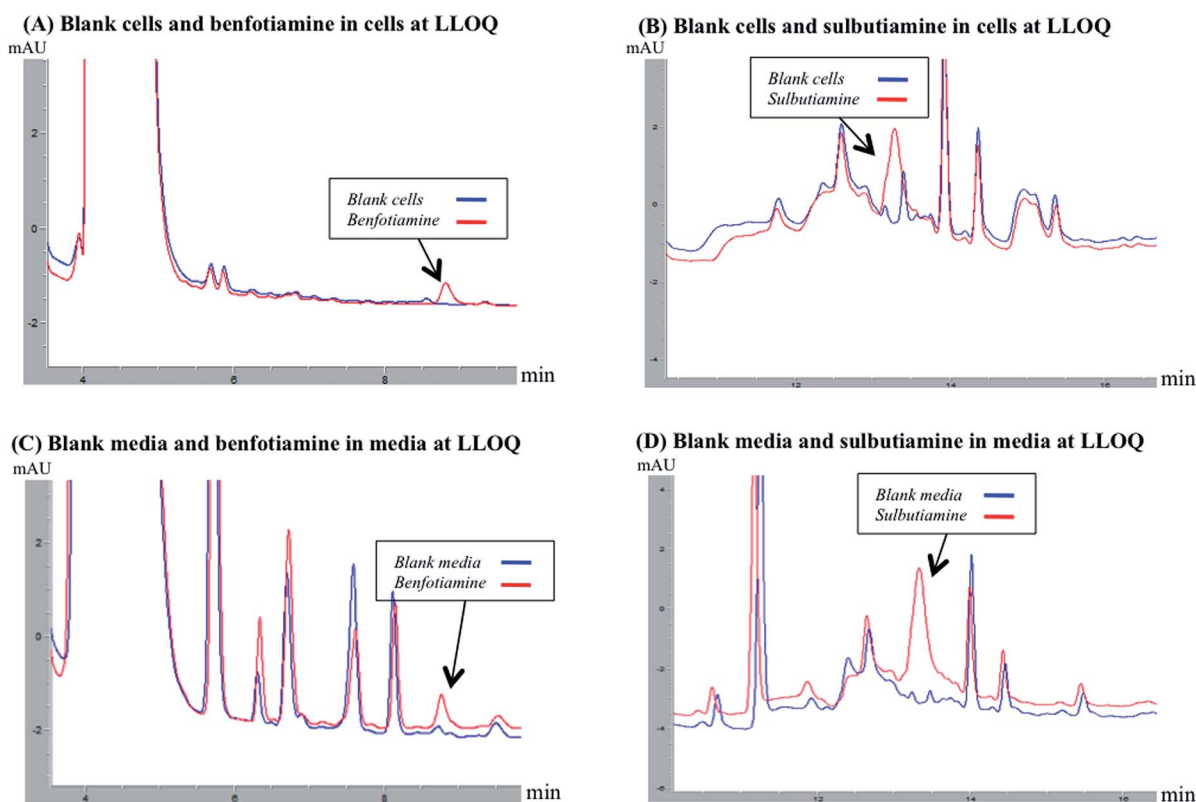 (A) Blank cells and benfotiamine in cells at LLOQ
mAU
Blank cells
Benfotiamine
2
0
-2
4
6
8
min
(B) Blank cells and sulbutiamine in cells at LLOQ
mAU
Blank cells
Sulbutiamine
2
0
-2
-4
12
14
16
min
(C) Blank media and benfotiamine in media at LLOQ
mAU
Blank media
Benfotiamine
2
0
-2
4
6
8
min
(D) Blank media and sulbutiamine in media at LLOQ
mAU
Blank media
Sulbutiamine
4
2
0
-2
-4
-6
12
14
16
min